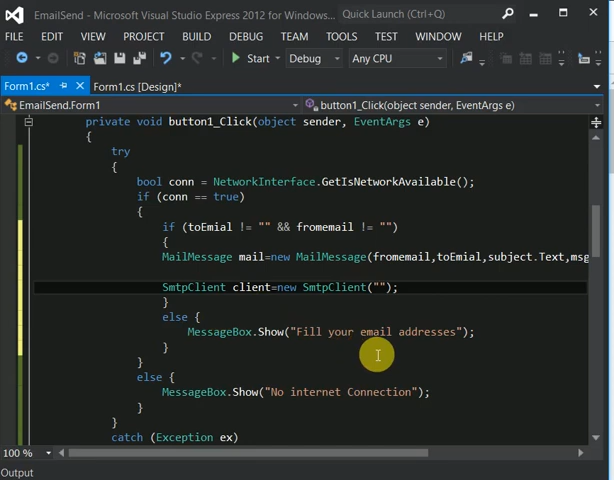 EmailSend - Microsoft Visual Studio Express 2012 for Windows... Quick Launch (Ctrl+Q)
FILE EDIT VIEW PROJECT BUILD DEBUG TEAM TOOLS TEST WINDOW HELP
Start Debug Any CPU
Form1.cs* Form1.cs [Design]*
EmailSend.Form1 button1_Click(object sender, EventArgs e)
private void button1_Click(object sender, EventArgs e)
{
try
{
bool conn = NetworkInterface.GetIsNetworkAvailable();
if (conn == true)
{
if (toEmial != "" && fromemail != "")
{
MailMessage mail=new MailMessage(fromemail,toEmial,subject.Text,msg
SmtpClient client=new SmtpClient("");
}
else {
MessageBox.Show("Fill your email addresses");
}
}
else {
MessageBox.Show("No internet Connection");
}
}
catch (Exception ex)
100 %
Output